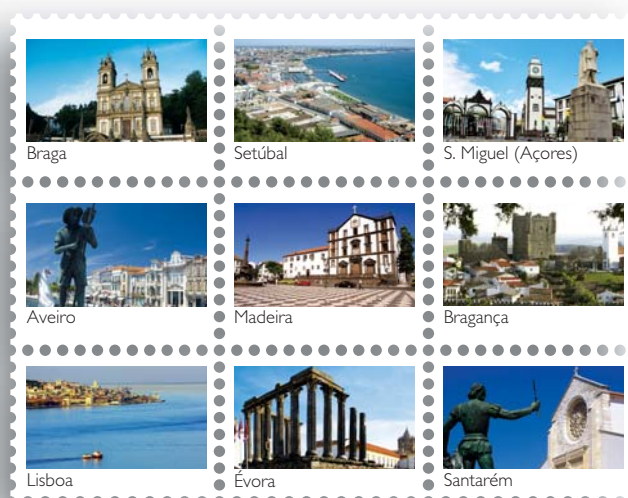 Braga
Setúbal
S. Miguel (Açores)
Aveiro
Madeira
Bragança
Lisboa
Évora
Santarém